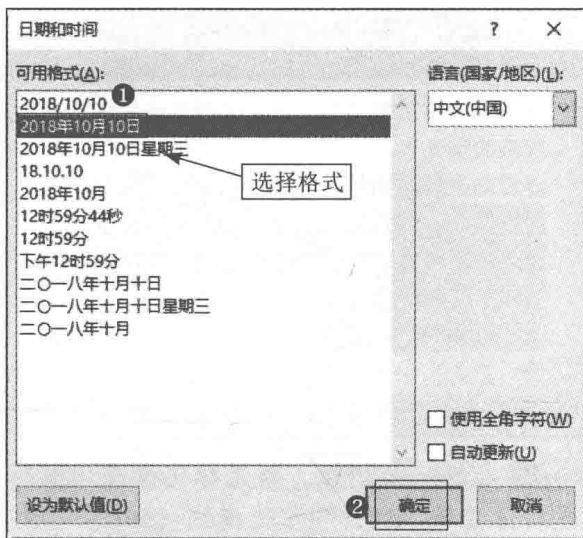 日期和时间 ? ×
可用格式(A):
语言(国家/地区)(L):
2018/10/10 ❶
中文(中国)
2018年10月10日
2018年10月10日星期三
18.10.10
选择格式
2018年10月
12时59分44秒
12时59分
下午12时59分
二〇一八年十月十日
二〇一八年十月十日星期三
二〇一八年十月
使用全角字符(W)
自动更新(U)
设为默认值(D)
❷ 确定
取消